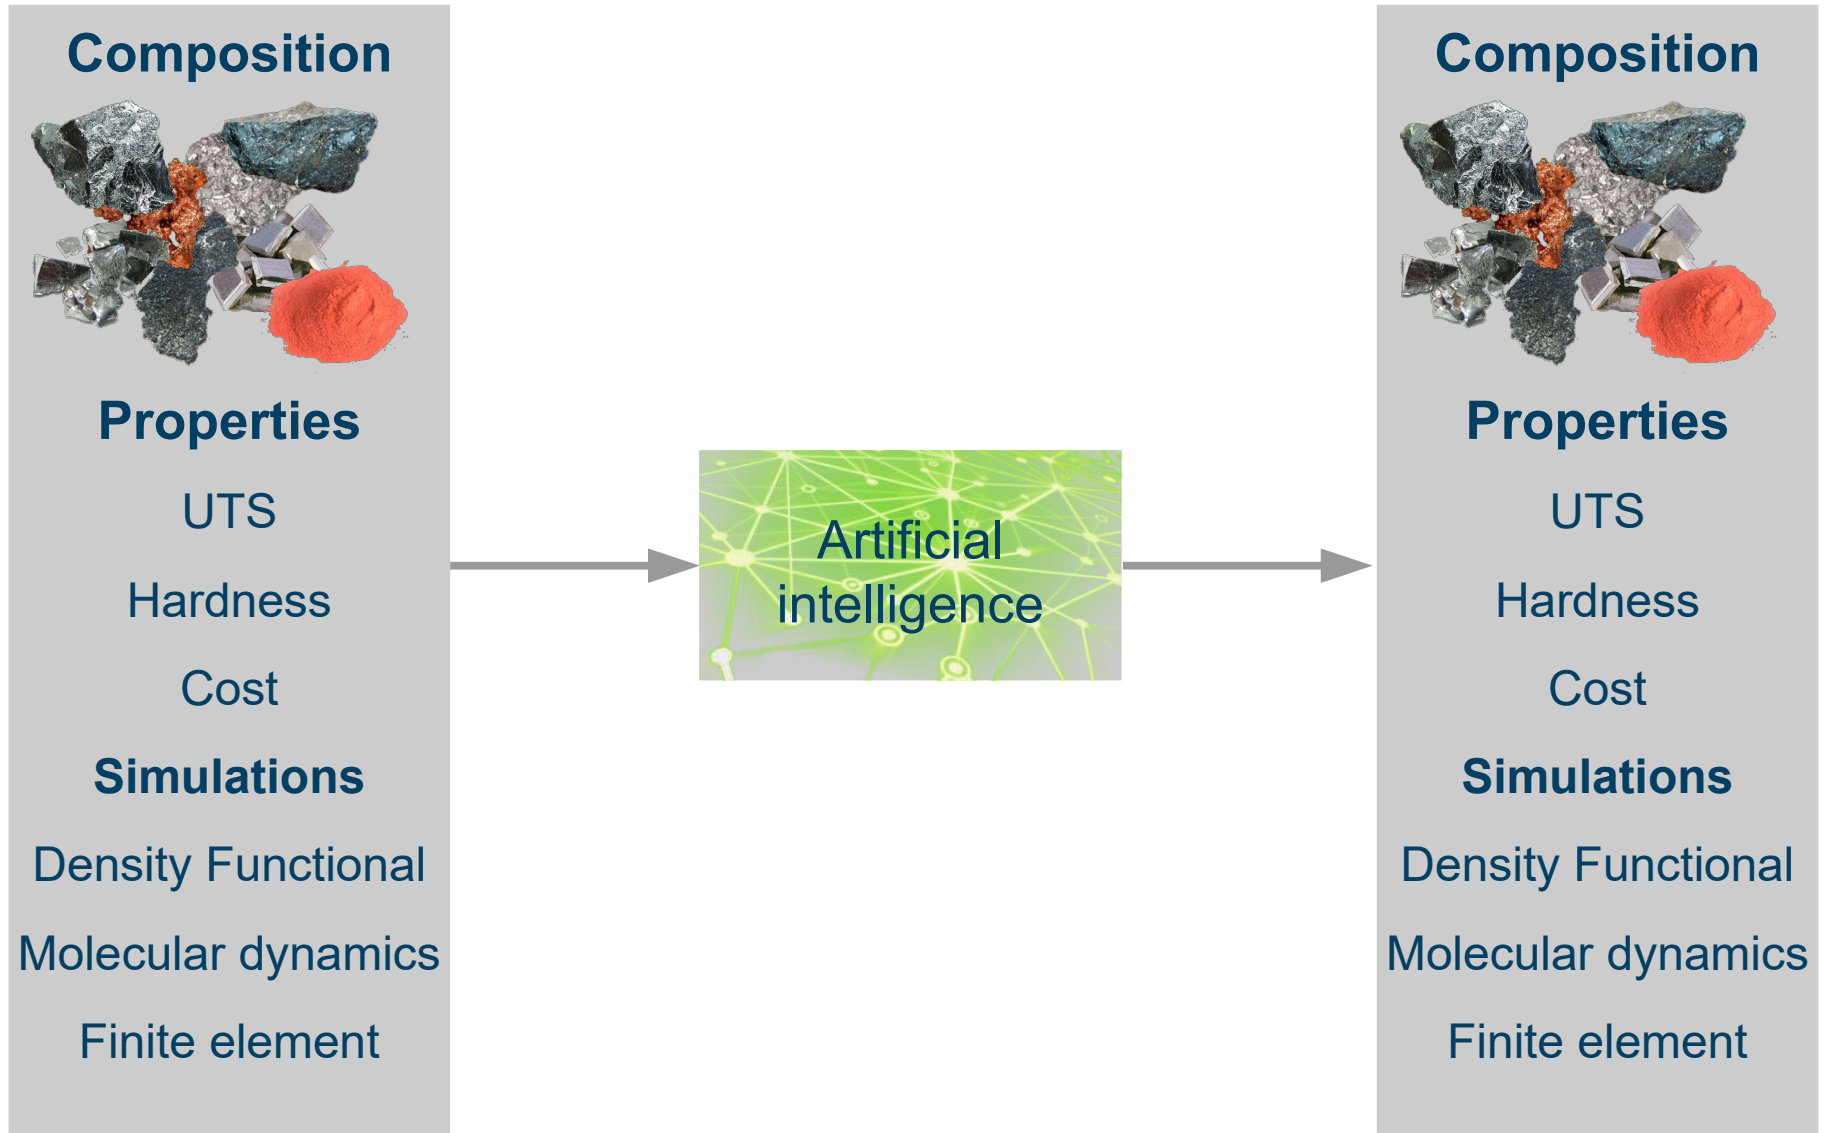 Composition
Properties
UTS
Hardness
Cost
Simulations
Density Functional
Molecular dynamics
Finite element
Artificial
intelligence
Composition
Properties
UTS
Hardness
Cost
Simulations
Density Functional
Molecular dynamics
Finite element